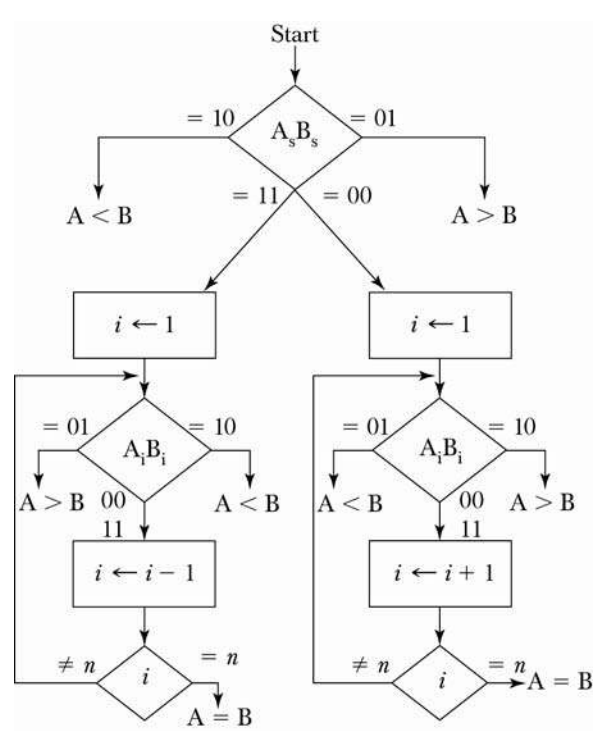 Start
= 10
AₛBₛ
= 01
A < B
= 11
= 00
A > B
i ← 1
i ← 1
= 01
AᵢBᵢ
= 10
= 01
AᵢBᵢ
= 10
A > B
00
A < B
A < B
00
A > B
11
11
i ← i − 1
i ← i + 1
≠ n
i
= n
≠ n
i
= n
A = B
A = B